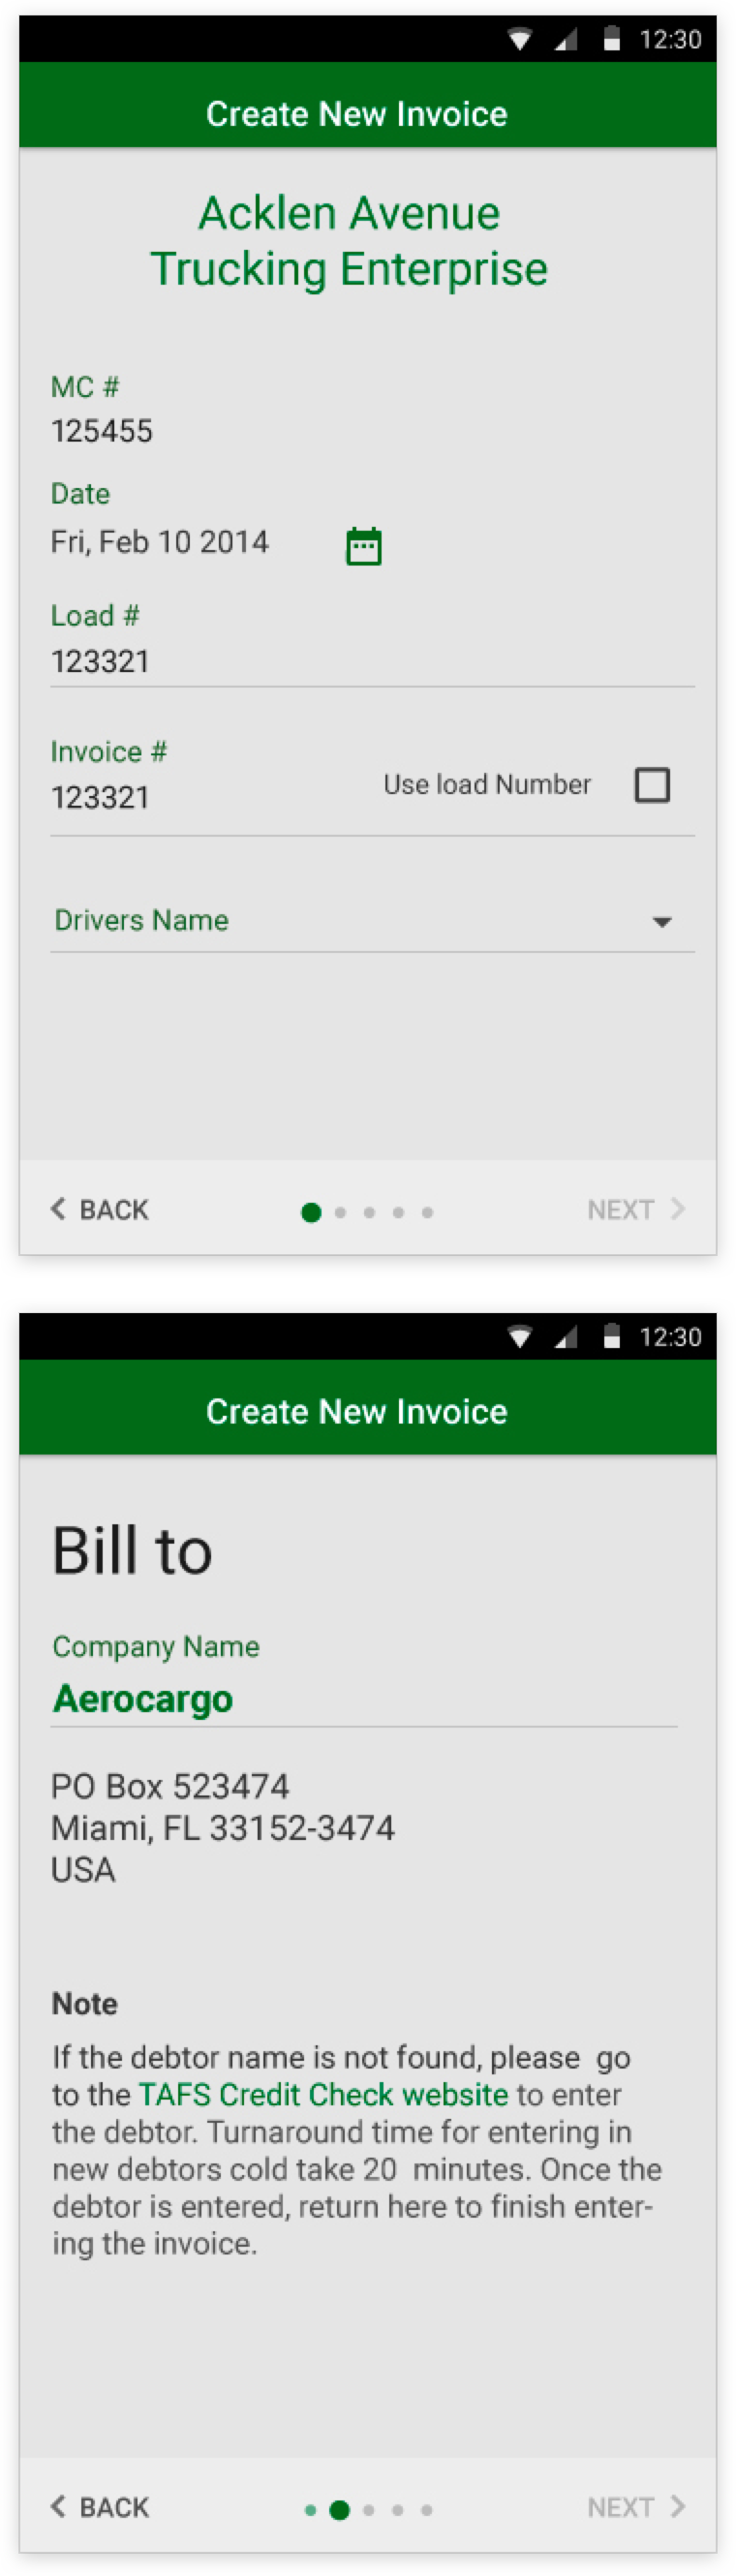 12:30
Create New Invoice
Acklen Avenue
Trucking Enterprise
MC #
125455
Date
Fri, Feb 10 2014
Load #
123321
Invoice #
123321
Use load Number
Drivers Name
BACK
NEXT
12:30
Create New Invoice
Bill to
Company Name
Aerocargo
PO Box 523474
Miami, FL 33152-3474
USA
Note
If the debtor name is not found, please  go
to the TAFS Credit Check website to enter
the debtor. Turnaround time for entering in
new debtors cold take 20  minutes. Once the
debtor is entered, return here to finish enter-
ing the invoice.
BACK
NEXT